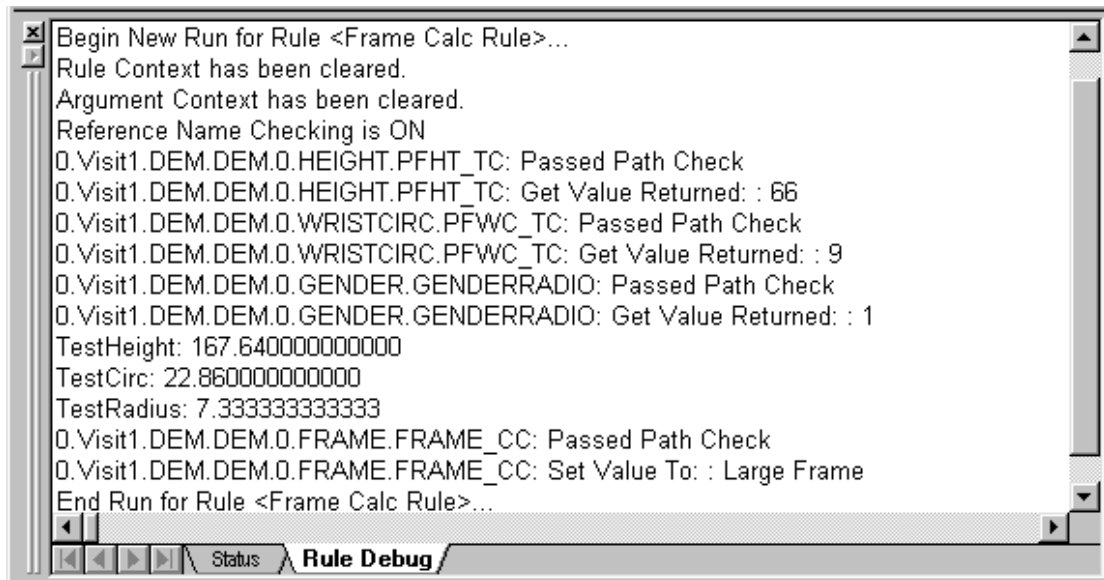 Begin New Run for Rule <Frame Calc Rule>...
Rule Context has been cleared.
Argument Context has been cleared.
Reference Name Checking is ON
0.Visit1.DEM.DEM.0.HEIGHT.PFHT_TC: Passed Path Check
0.Visit1.DEM.DEM.0.HEIGHT.PFHT_TC: Get Value Returned: : 66
0.Visit1.DEM.DEM.0.WRISTCIRC.PFWC_TC: Passed Path Check
0.Visit1.DEM.DEM.0.WRISTCIRC.PFWC_TC: Get Value Returned: : 9
0.Visit1.DEM.DEM.0.GENDER.GENDERRADIO: Passed Path Check
0.Visit1.DEM.DEM.0.GENDER.GENDERRADIO: Get Value Returned: : 1
TestHeight: 167.640000000000
TestCirc: 22.860000000000
TestRadius: 7.333333333333
0.Visit1.DEM.DEM.0.FRAME.FRAME_CC: Passed Path Check
0.Visit1.DEM.DEM.0.FRAME.FRAME_CC: Set Value To: : Large Frame
End Run for Rule <Frame Calc Rule>...
Status Rule Debug